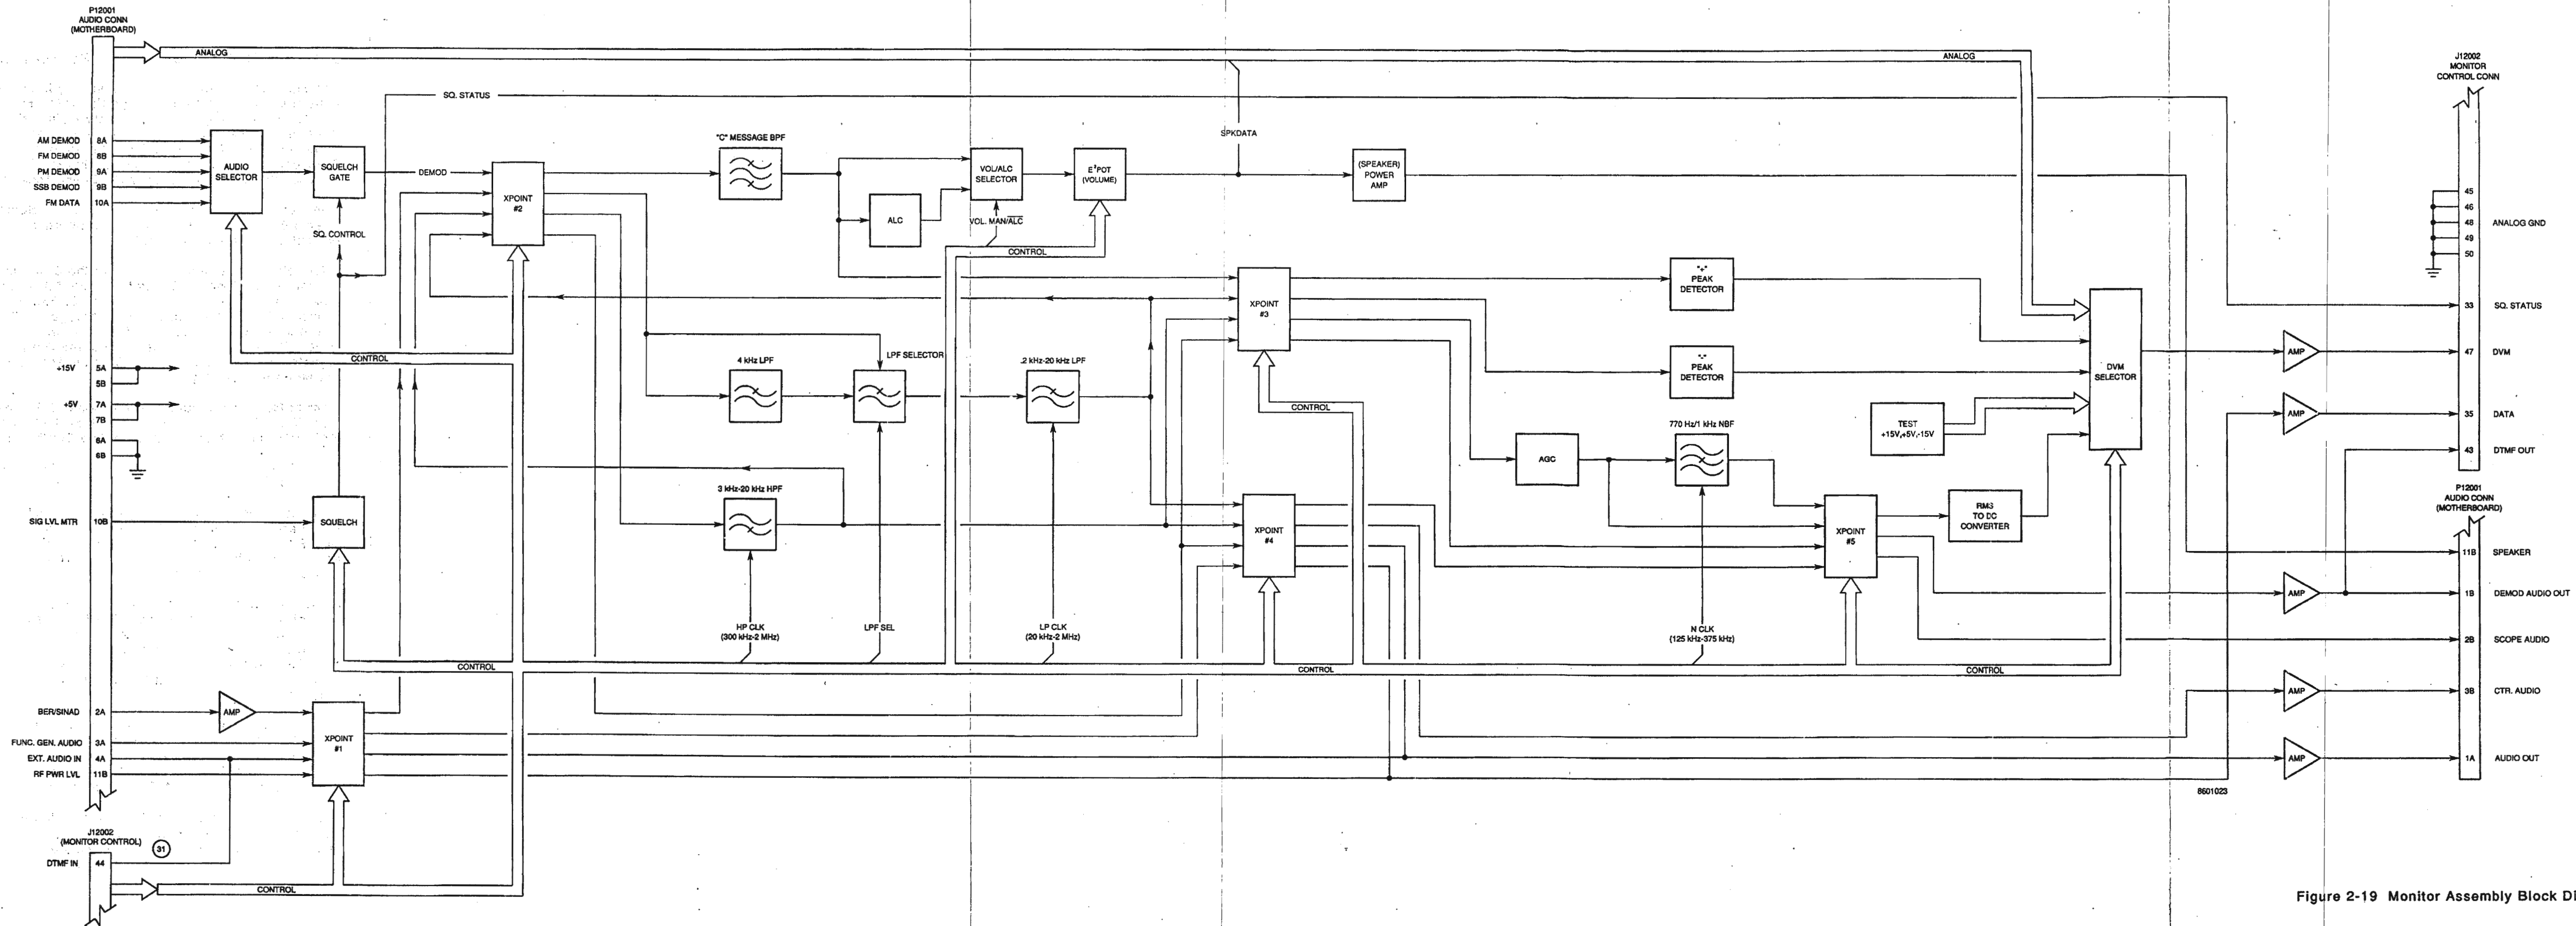 P12001
AUDIO CONN
(MOTHERBOARD)
ANALOG
ANALOG
J12002
MONITOR
CONTROL CONN
SQ. STATUS
AM DEMOD 8A
FM DEMOD 8B
PM DEMOD 9A
SSB DEMOD 9B
FM DATA 10A
AUDIO
SELECTOR
SQUELCH
GATE
DEMOD
SQ. CONTROL
XPOINT
#2
"C" MESSAGE BPF
ALC
VOL/ALC
SELECTOR
VOL. MAN/ALC
E²POT
(VOLUME)
CONTROL
SPKDATA
(SPEAKER)
POWER
AMP
45
46
48 ANALOG GND
49
50
XPOINT
#3
"+"
PEAK
DETECTOR
"-"
PEAK
DETECTOR
DVM
SELECTOR
33 SQ. STATUS
AMP
47 DVM
AMP
35 DATA
43 DTMF OUT
CONTROL
+15V 5A
5B
+5V 7A
7B
6A
6B
4 kHz LPF
LPF SELECTOR
.2 kHz-20 kHz LPF
CONTROL
TEST
+15V,+5V,-15V
AGC
770 Hz/1 kHz NBF
3 kHz-20 kHz HPF
SIG LVL MTR 10B
SQUELCH
XPOINT
#4
XPOINT
#5
RMS
TO DC
CONVERTER
P12001
AUDIO CONN
(MOTHERBOARD)
11B SPEAKER
AMP
1B DEMOD AUDIO OUT
2B SCOPE AUDIO
AMP
3B CTR. AUDIO
AMP
1A AUDIO OUT
HP CLK
(300 kHz-2 MHz)
LPF SEL
LP CLK
(20 kHz-2 MHz)
N CLK
(125 kHz-375 kHz)
CONTROL
CONTROL
CONTROL
BER/SINAD 2A
AMP
FUNC. GEN. AUDIO 3A
EXT. AUDIO IN 4A
RF PWR LVL 11B
XPOINT
#1
8601023
J12002
(MONITOR CONTROL)
31
DTMF IN 44
CONTROL
Figure 2-19 Monitor Assembly Block Di